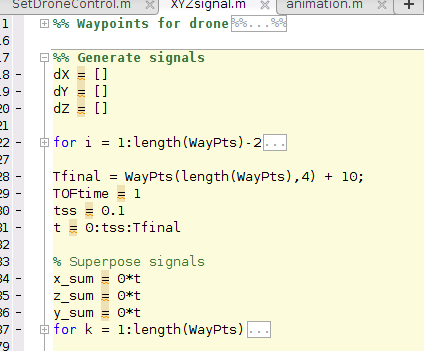 SetDroneControl.m XYZsignal.m animation.m
1 %% Waypoints for drone %%...%%
16
17 %% Generate signals
18 - dX = []
19 - dY = []
20 - dZ = []
21
22 - for i = 1:length(WayPts)-2 ...
28 - Tfinal = WayPts(length(WayPts),4) + 10;
29 - TOFtime = 1
30 - tss = 0.1
31 - t = 0:tss:Tfinal
32
33 % Superpose signals
34 - x_sum = 0*t
35 - z_sum = 0*t
36 - y_sum = 0*t
37 - for k = 1:length(WayPts) ...
79